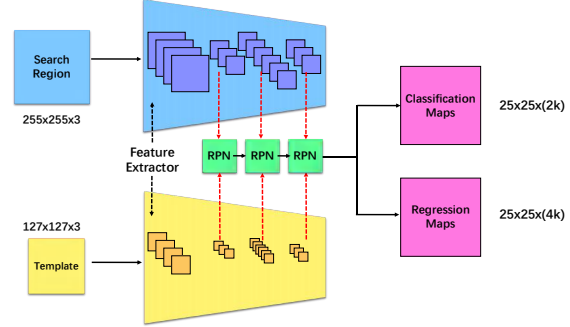 Search
Region
255x255x3
Feature
Extractor
127x127x3
Template
RPN
RPN
RPN
Classification
Maps
25x25x(2k)
Regression
Maps
25x25x(4k)